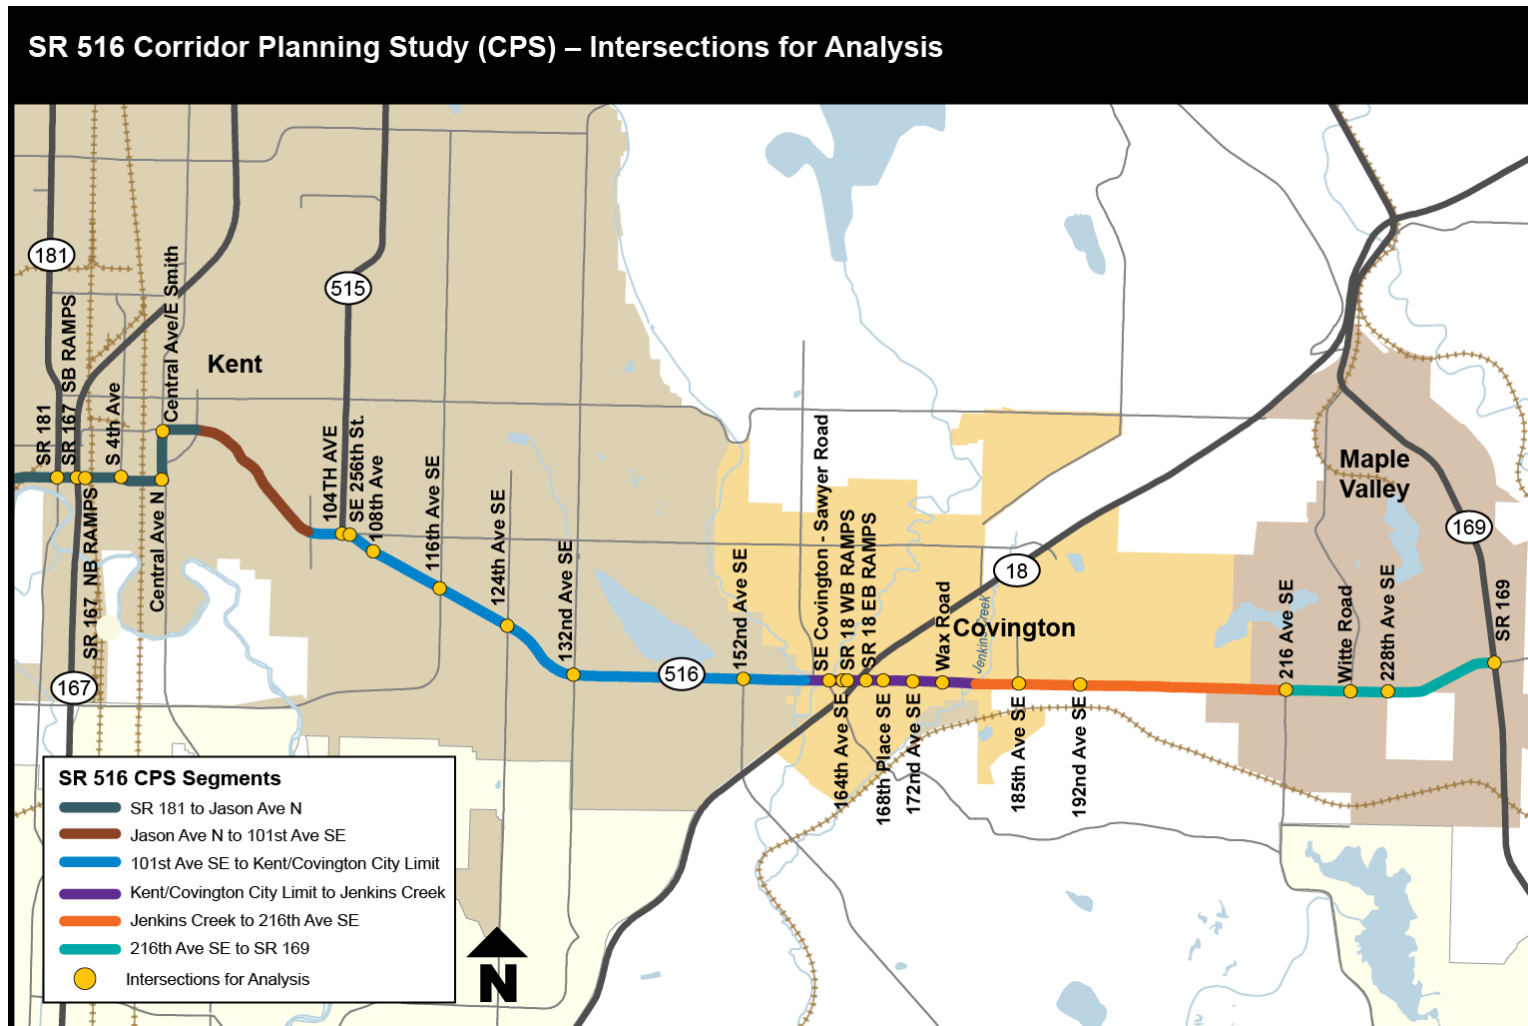 SR 516 Corridor Planning Study (CPS) – Intersections for Analysis
181
515
Kent
SR 181
SR 167 SB RAMPS
S 4th Ave
Central Ave/E Smith
Central Ave N
SR 167 NB RAMPS
167
104TH AVE
SE 256th St.
108th Ave
116th Ave SE
124th Ave SE
132nd Ave SE
516
152nd Ave SE
SE Covington - Sawyer Road
SR 18 WB RAMPS
SR 18 EB RAMPS
164th Ave SE
168th Place SE
172nd Ave SE
Wax Road
Jenkins Creek
18
Covington
185th Ave SE
192nd Ave SE
Maple
Valley
169
216 Ave SE
Witte Road
228th Ave SE
SR 169
SR 516 CPS Segments
SR 181 to Jason Ave N
Jason Ave N to 101st Ave SE
101st Ave SE to Kent/Covington City Limit
Kent/Covington City Limit to Jenkins Creek
Jenkins Creek to 216th Ave SE
216th Ave SE to SR 169
Intersections for Analysis
N